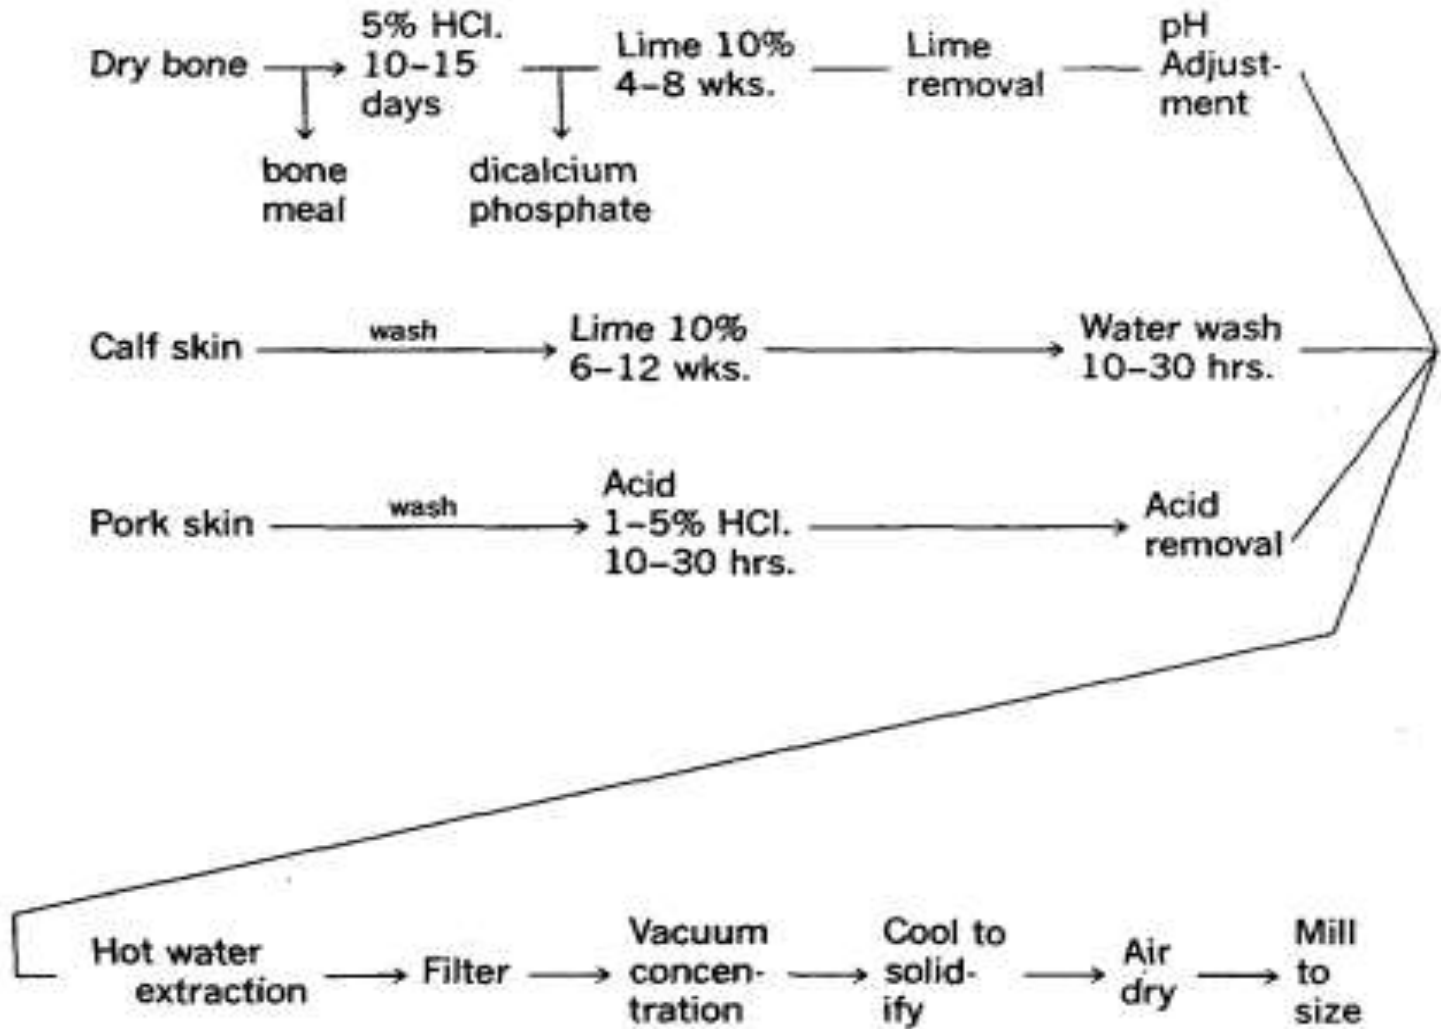 Dry bone
5% HCl.
10–15
days
Lime 10%
4–8 wks.
Lime
removal
pH
Adjust-
ment
bone
meal
dicalcium
phosphate
Calf skin
wash
Lime 10%
6–12 wks.
Water wash
10–30 hrs.
Pork skin
wash
Acid
1–5% HCl.
10–30 hrs.
Acid
removal
Hot water
extraction
Filter
Vacuum
concen-
tration
Cool to
solid-
ify
Air
dry
Mill
to
size